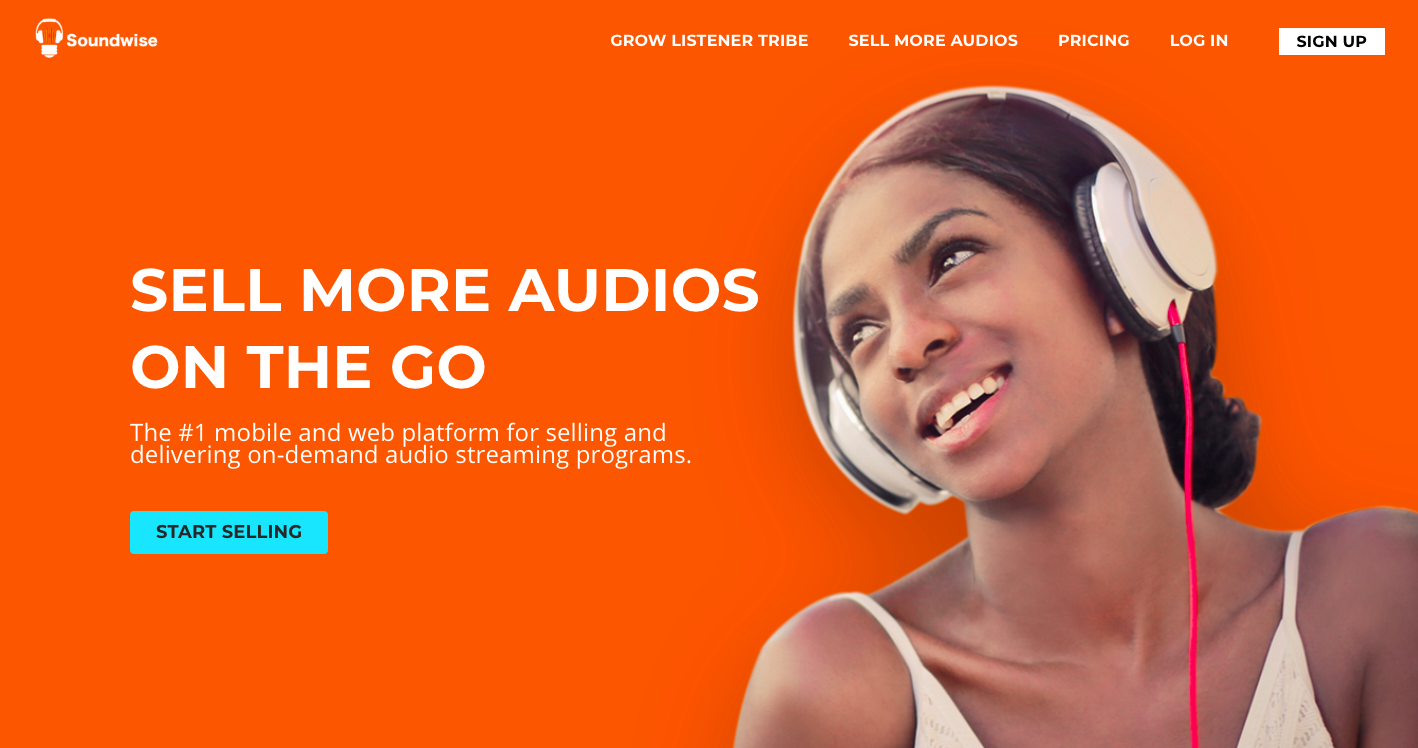 Soundwise
GROW LISTENER TRIBE
SELL MORE AUDIOS
PRICING
LOG IN
SIGN UP
SELL MORE AUDIOS
ON THE GO
The #1 mobile and web platform for selling and
delivering on-demand audio streaming programs.
START SELLING